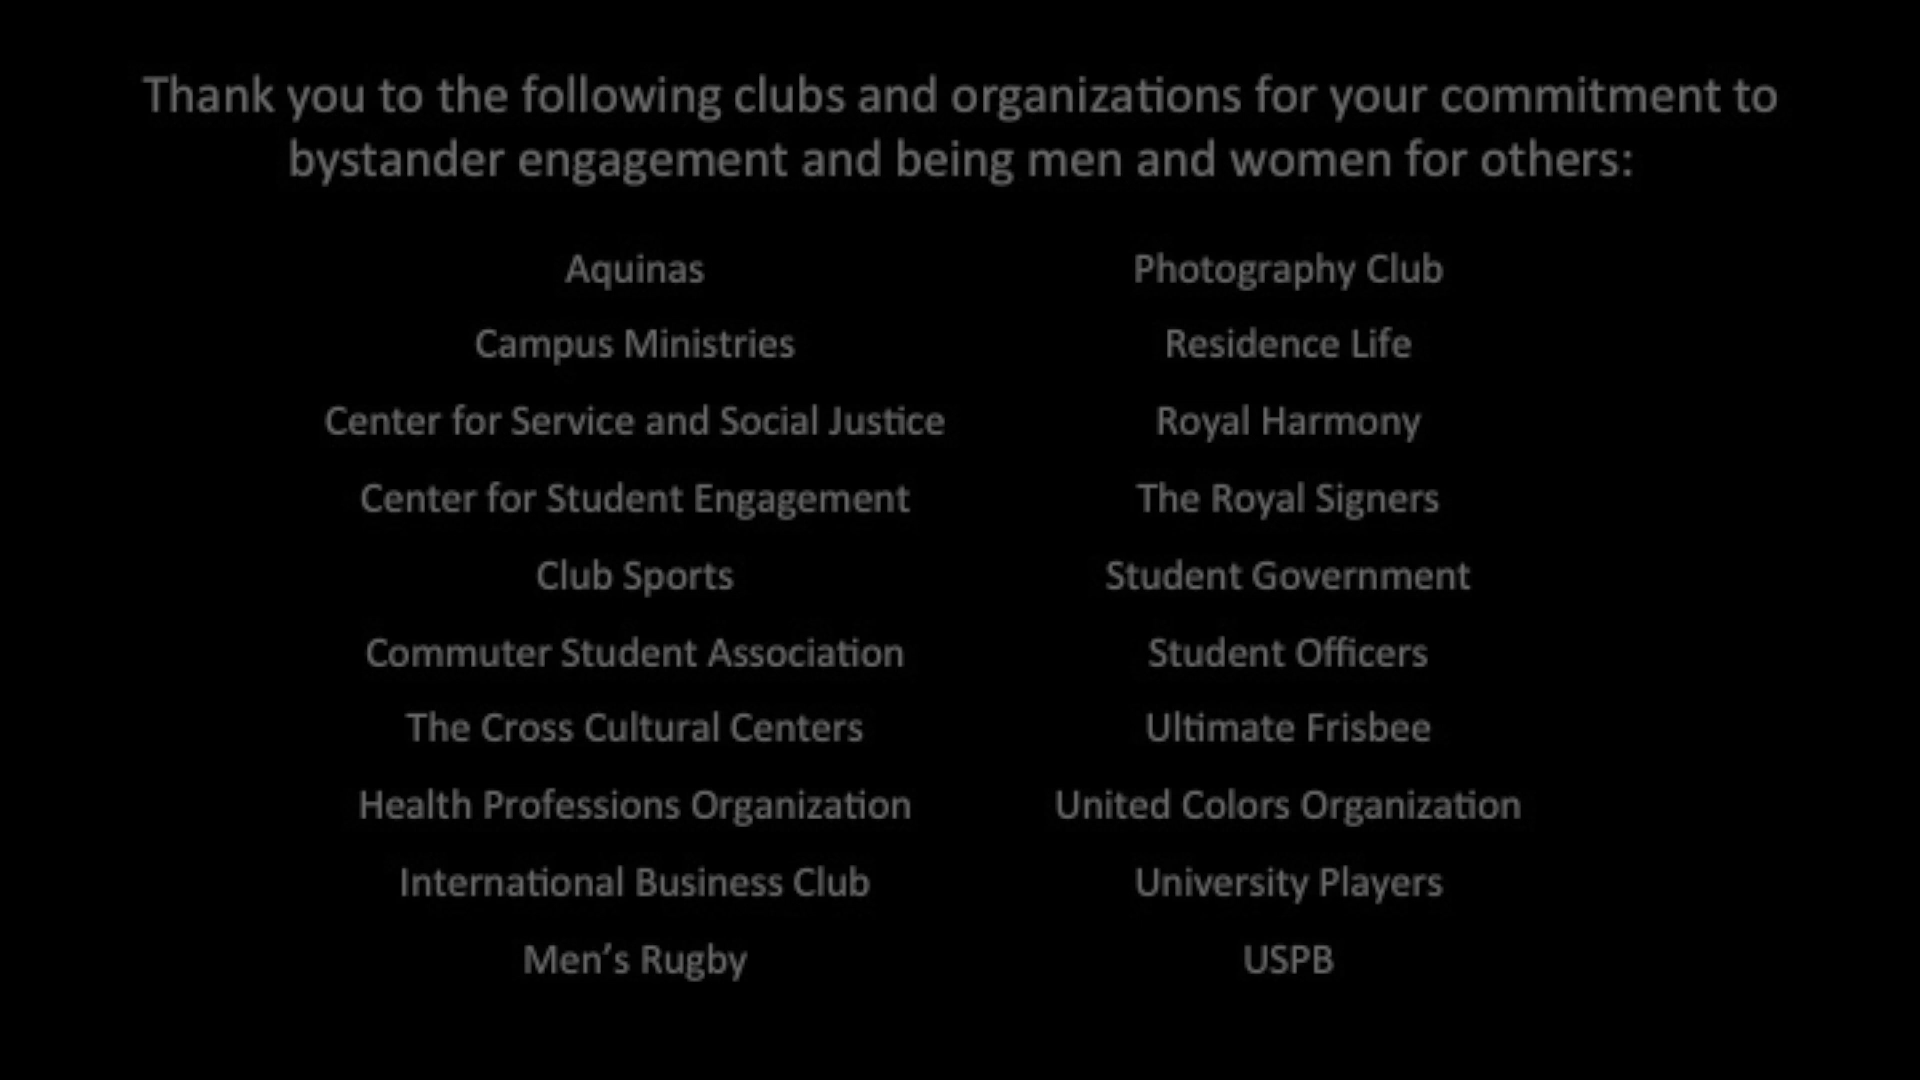 Thank you to the following clubs and organizations for your commitment to
bystander engagement and being men and women for others:
Aquinas
Campus Ministries
Center for Service and Social Justice
Center for Student Engagement
Club Sports
Commuter Student Association
The Cross Cultural Centers
Health Professions Organization
International Business Club
Men’s Rugby
Photography Club
Residence Life
Royal Harmony
The Royal Signers
Student Government
Student Officers
Ultimate Frisbee
United Colors Organization
University Players
USPB